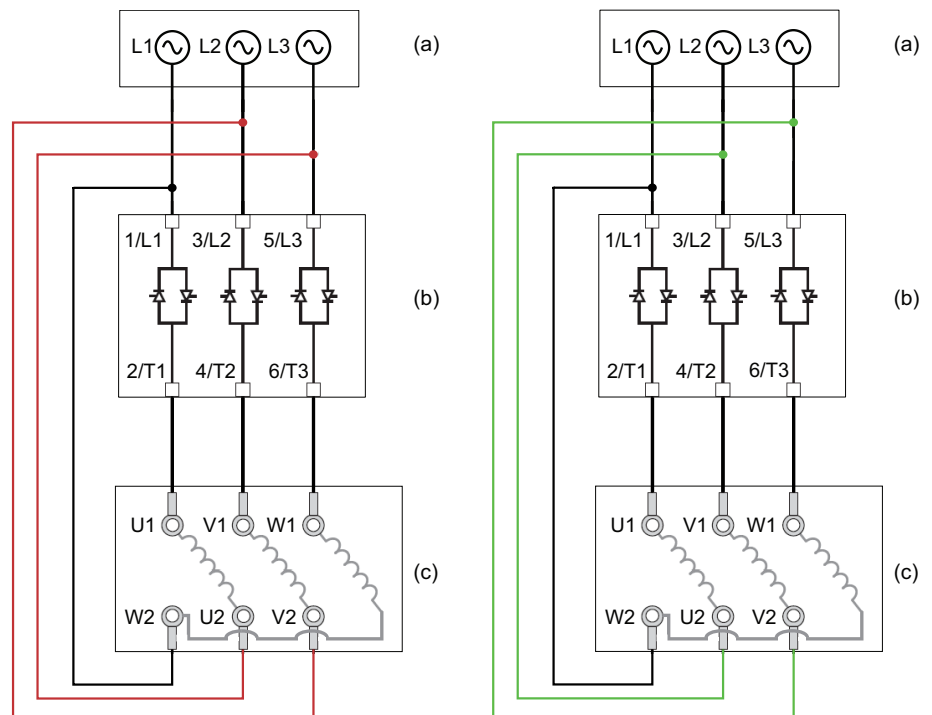 L1 L2 L3 (a)
1/L1 3/L2 5/L3
(b)
2/T1 4/T2 6/T3
U1 V1 W1
(c)
W2 U2 V2
L1 L2 L3 (a)
1/L1 3/L2 5/L3
(b)
2/T1 4/T2 6/T3
U1 V1 W1
(c)
W2 U2 V2